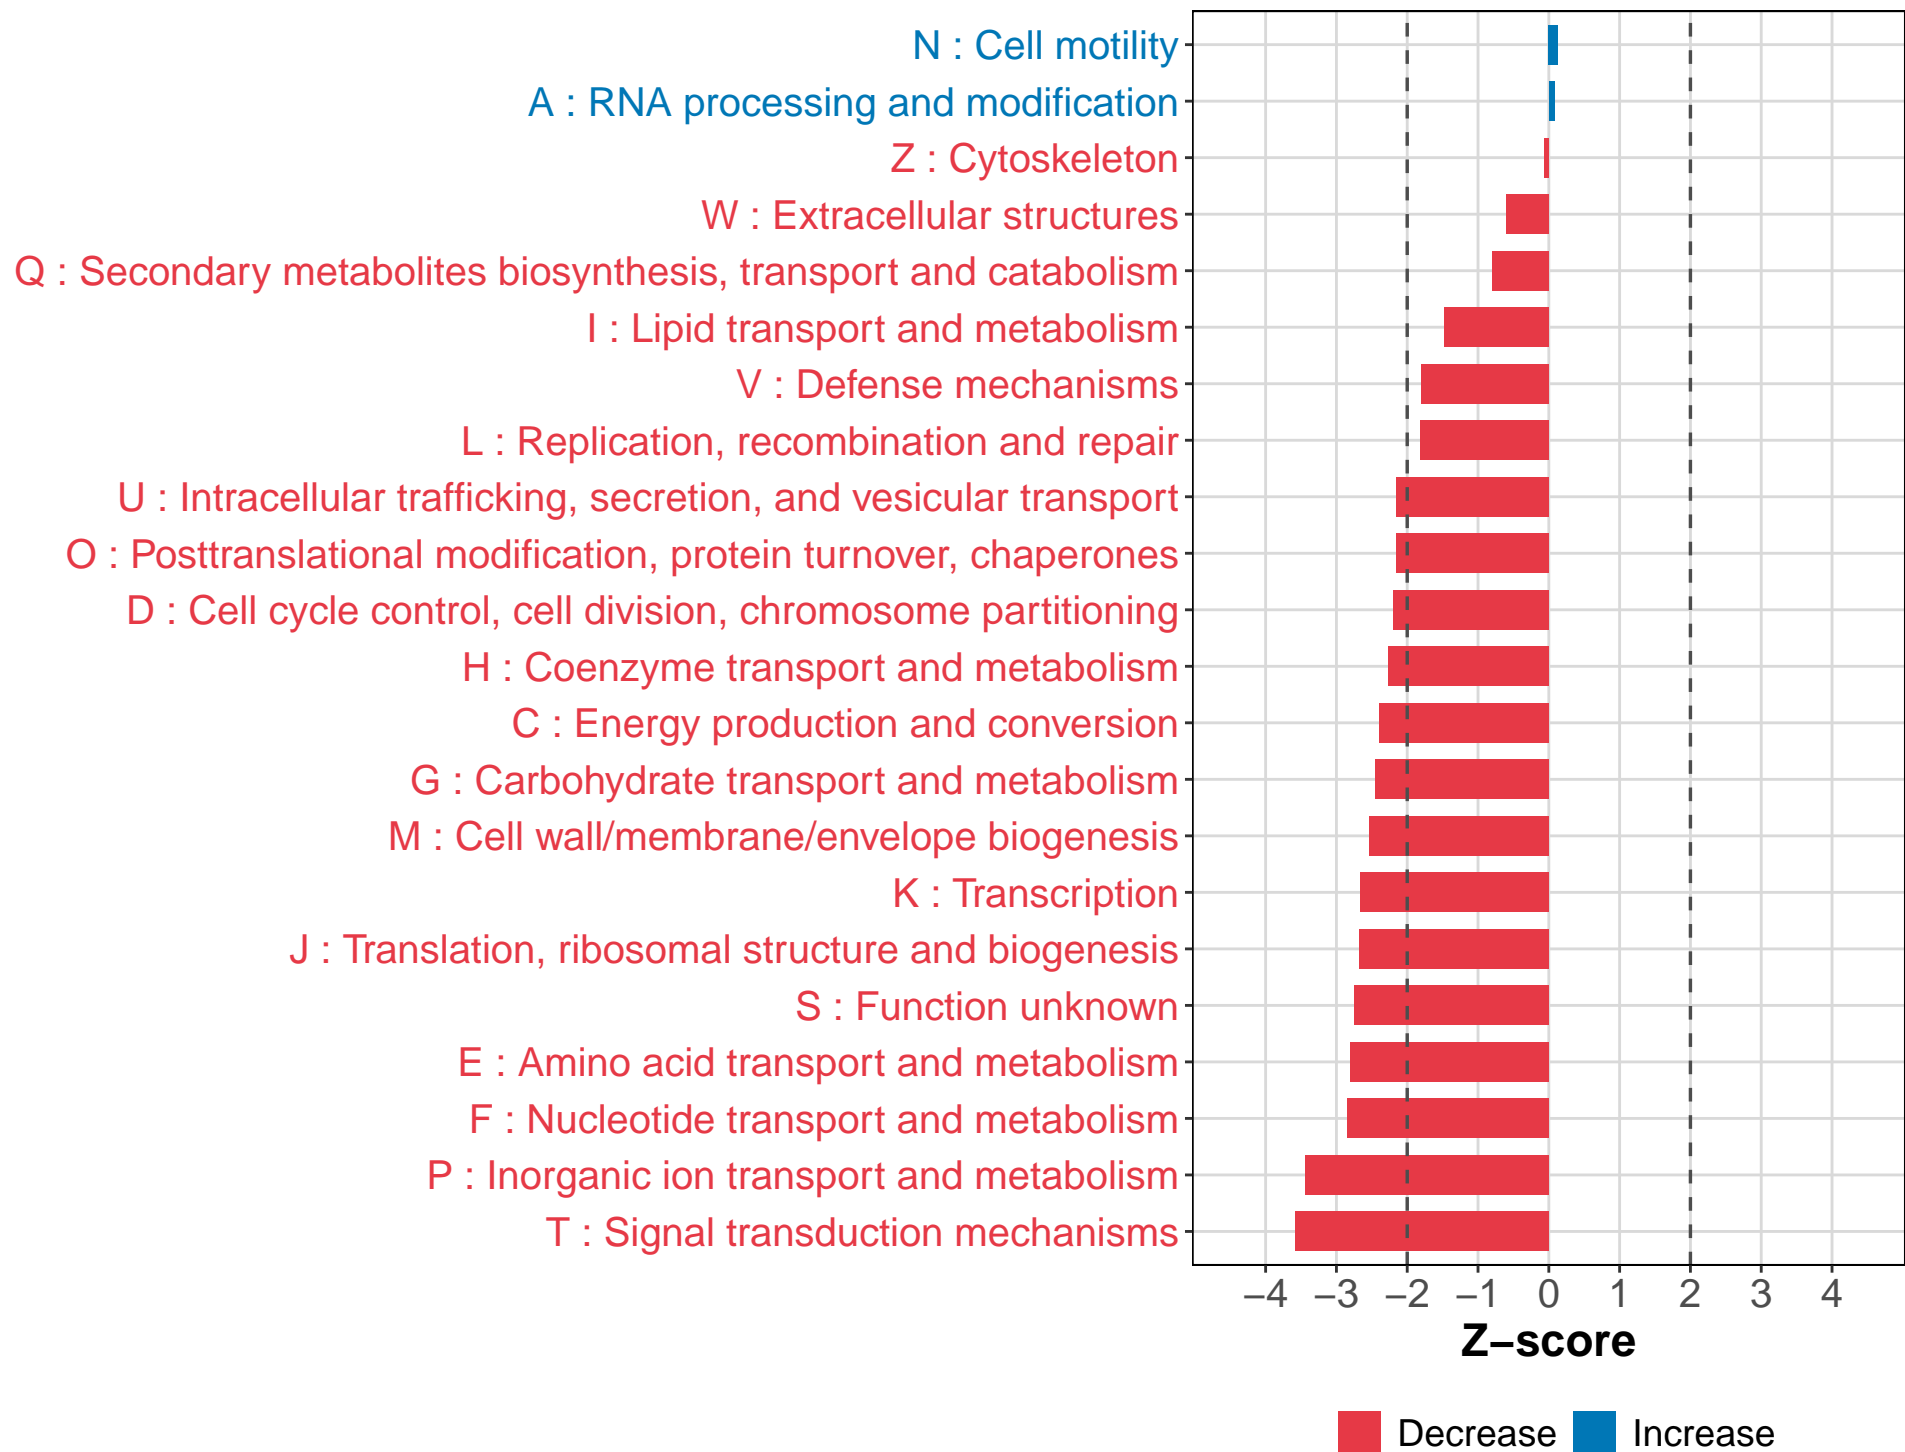 N : Cell motility
A : RNA processing and modification
Z : Cytoskeleton
W : Extracellular structures
Q : Secondary metabolites biosynthesis, transport and catabolism
I : Lipid transport and metabolism
V : Defense mechanisms
L : Replication, recombination and repair
U : Intracellular trafficking, secretion, and vesicular transport
O : Posttranslational modification, protein turnover, chaperones
D : Cell cycle control, cell division, chromosome partitioning
H : Coenzyme transport and metabolism
C : Energy production and conversion
G : Carbohydrate transport and metabolism
M : Cell wall/membrane/envelope biogenesis
K : Transcription
J : Translation, ribosomal structure and biogenesis
S : Function unknown
E : Amino acid transport and metabolism
F : Nucleotide transport and metabolism
P : Inorganic ion transport and metabolism
T : Signal transduction mechanisms
−4 −3 −2 −1 0 1 2 3 4
Z−score
Decrease Increase